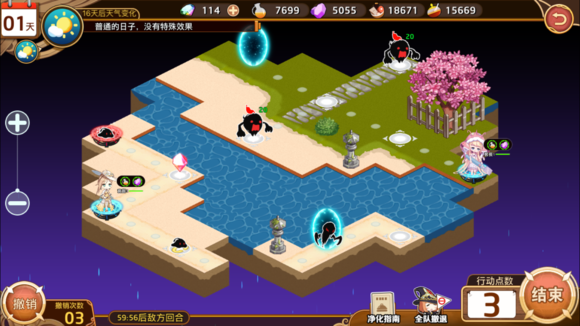 01天
16天后天气变化
114
7699
5055
18671
15669
普通的日子，没有特殊效果
20
20
撤销
撤销次数
03
59:56后敌方回合
净化指南
全队撤退
行动点数
3
结束